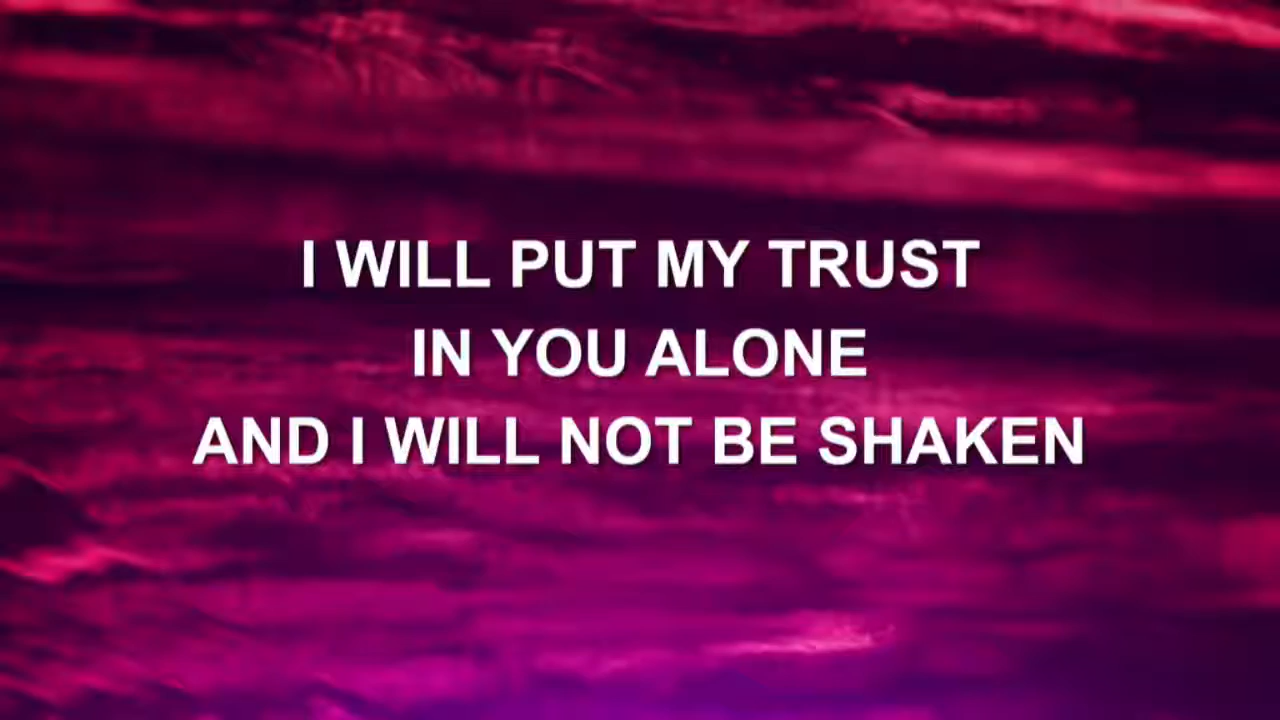 I WILL PUT MY TRUST
IN YOU ALONE
AND I WILL NOT BE SHAKEN